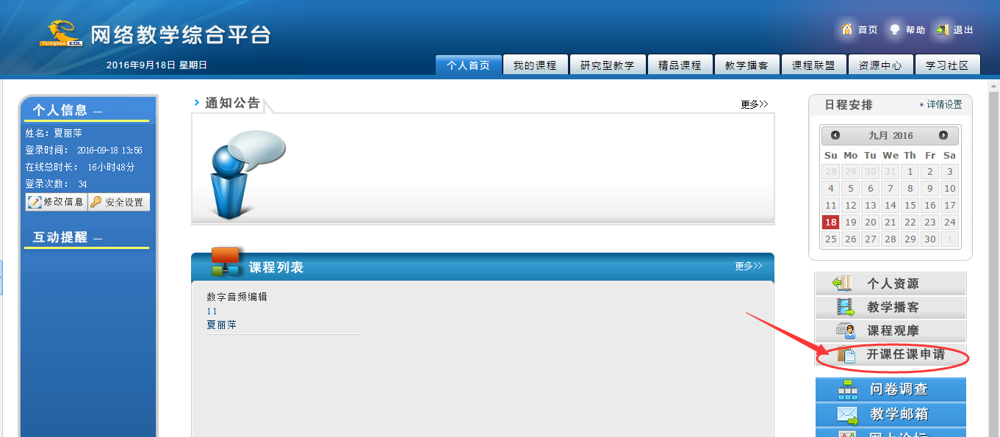 Tsinghua EDL
网络教学综合平台
首页 帮助 退出
2016年9月18日 星期日
个人首页 我的课程 研究型教学 精品课程 教学播客 课程联盟 资源中心 学习社区
个人信息 —
姓名：夏丽萍
登录时间： 2016-09-18 13:56
在线总时长： 16小时48分
登录次数： 34
修改信息 安全设置
互动提醒 —
通知公告
更多>>
课程列表
更多>>
数字音频编辑
11
夏丽萍
日程安排
详情设置
九月 2016
Su Mo Tu We Th Fr Sa
28 29 30 31 1 2 3
4 5 6 7 8 9 10
11 12 13 14 15 16 17
18 19 20 21 22 23 24
25 26 27 28 29 30 1
个人资源
教学播客
课程观摩
开课任课申请
问卷调查
教学邮箱